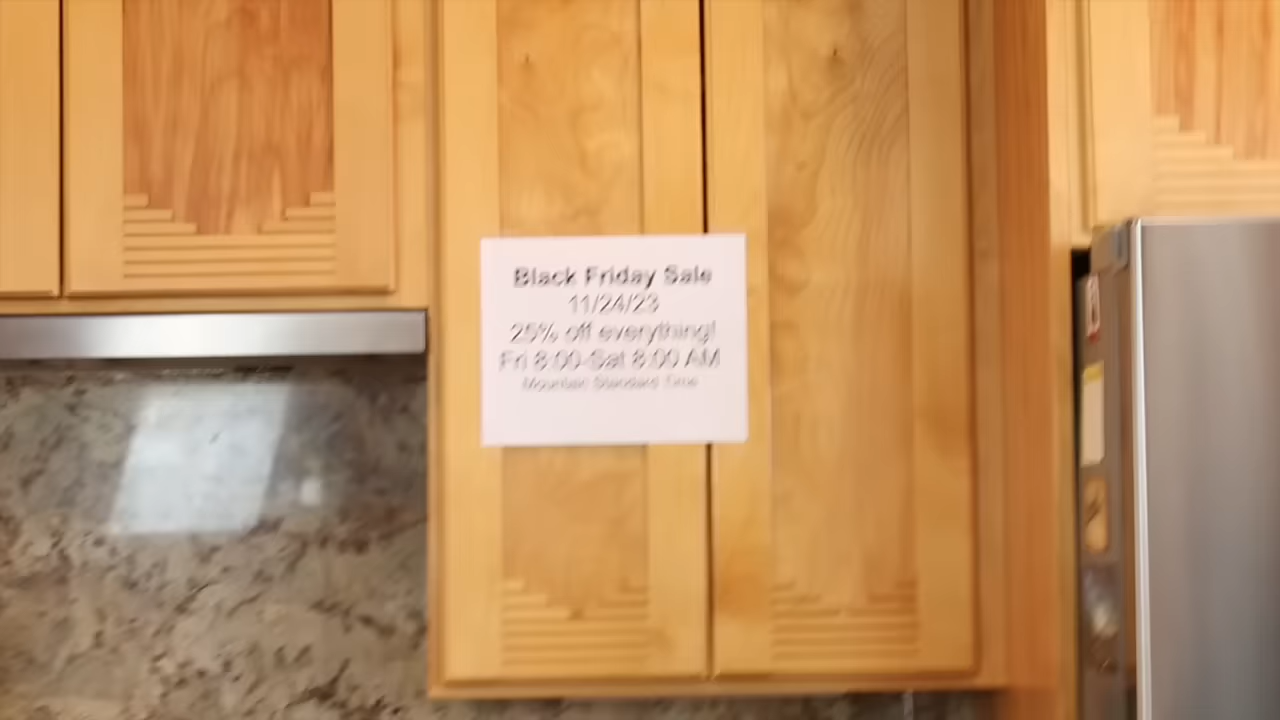 Black Friday Sale
11/24/23
25% off everything!
Fri 8:00-Sat 8:00 AM
Mountain Standard Time